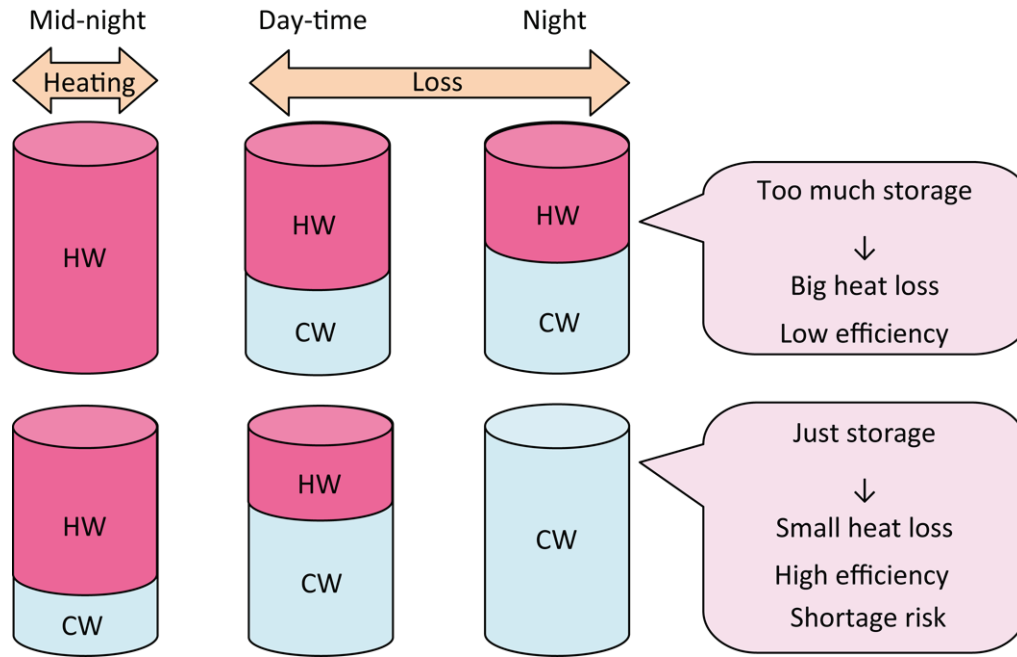 Mid-night Day-time Night
Heating Loss
HW HW HW
CW CW
Too much storage
↓
Big heat loss
Low efficiency
HW HW
CW CW CW
Just storage
↓
Small heat loss
High efficiency
Shortage risk